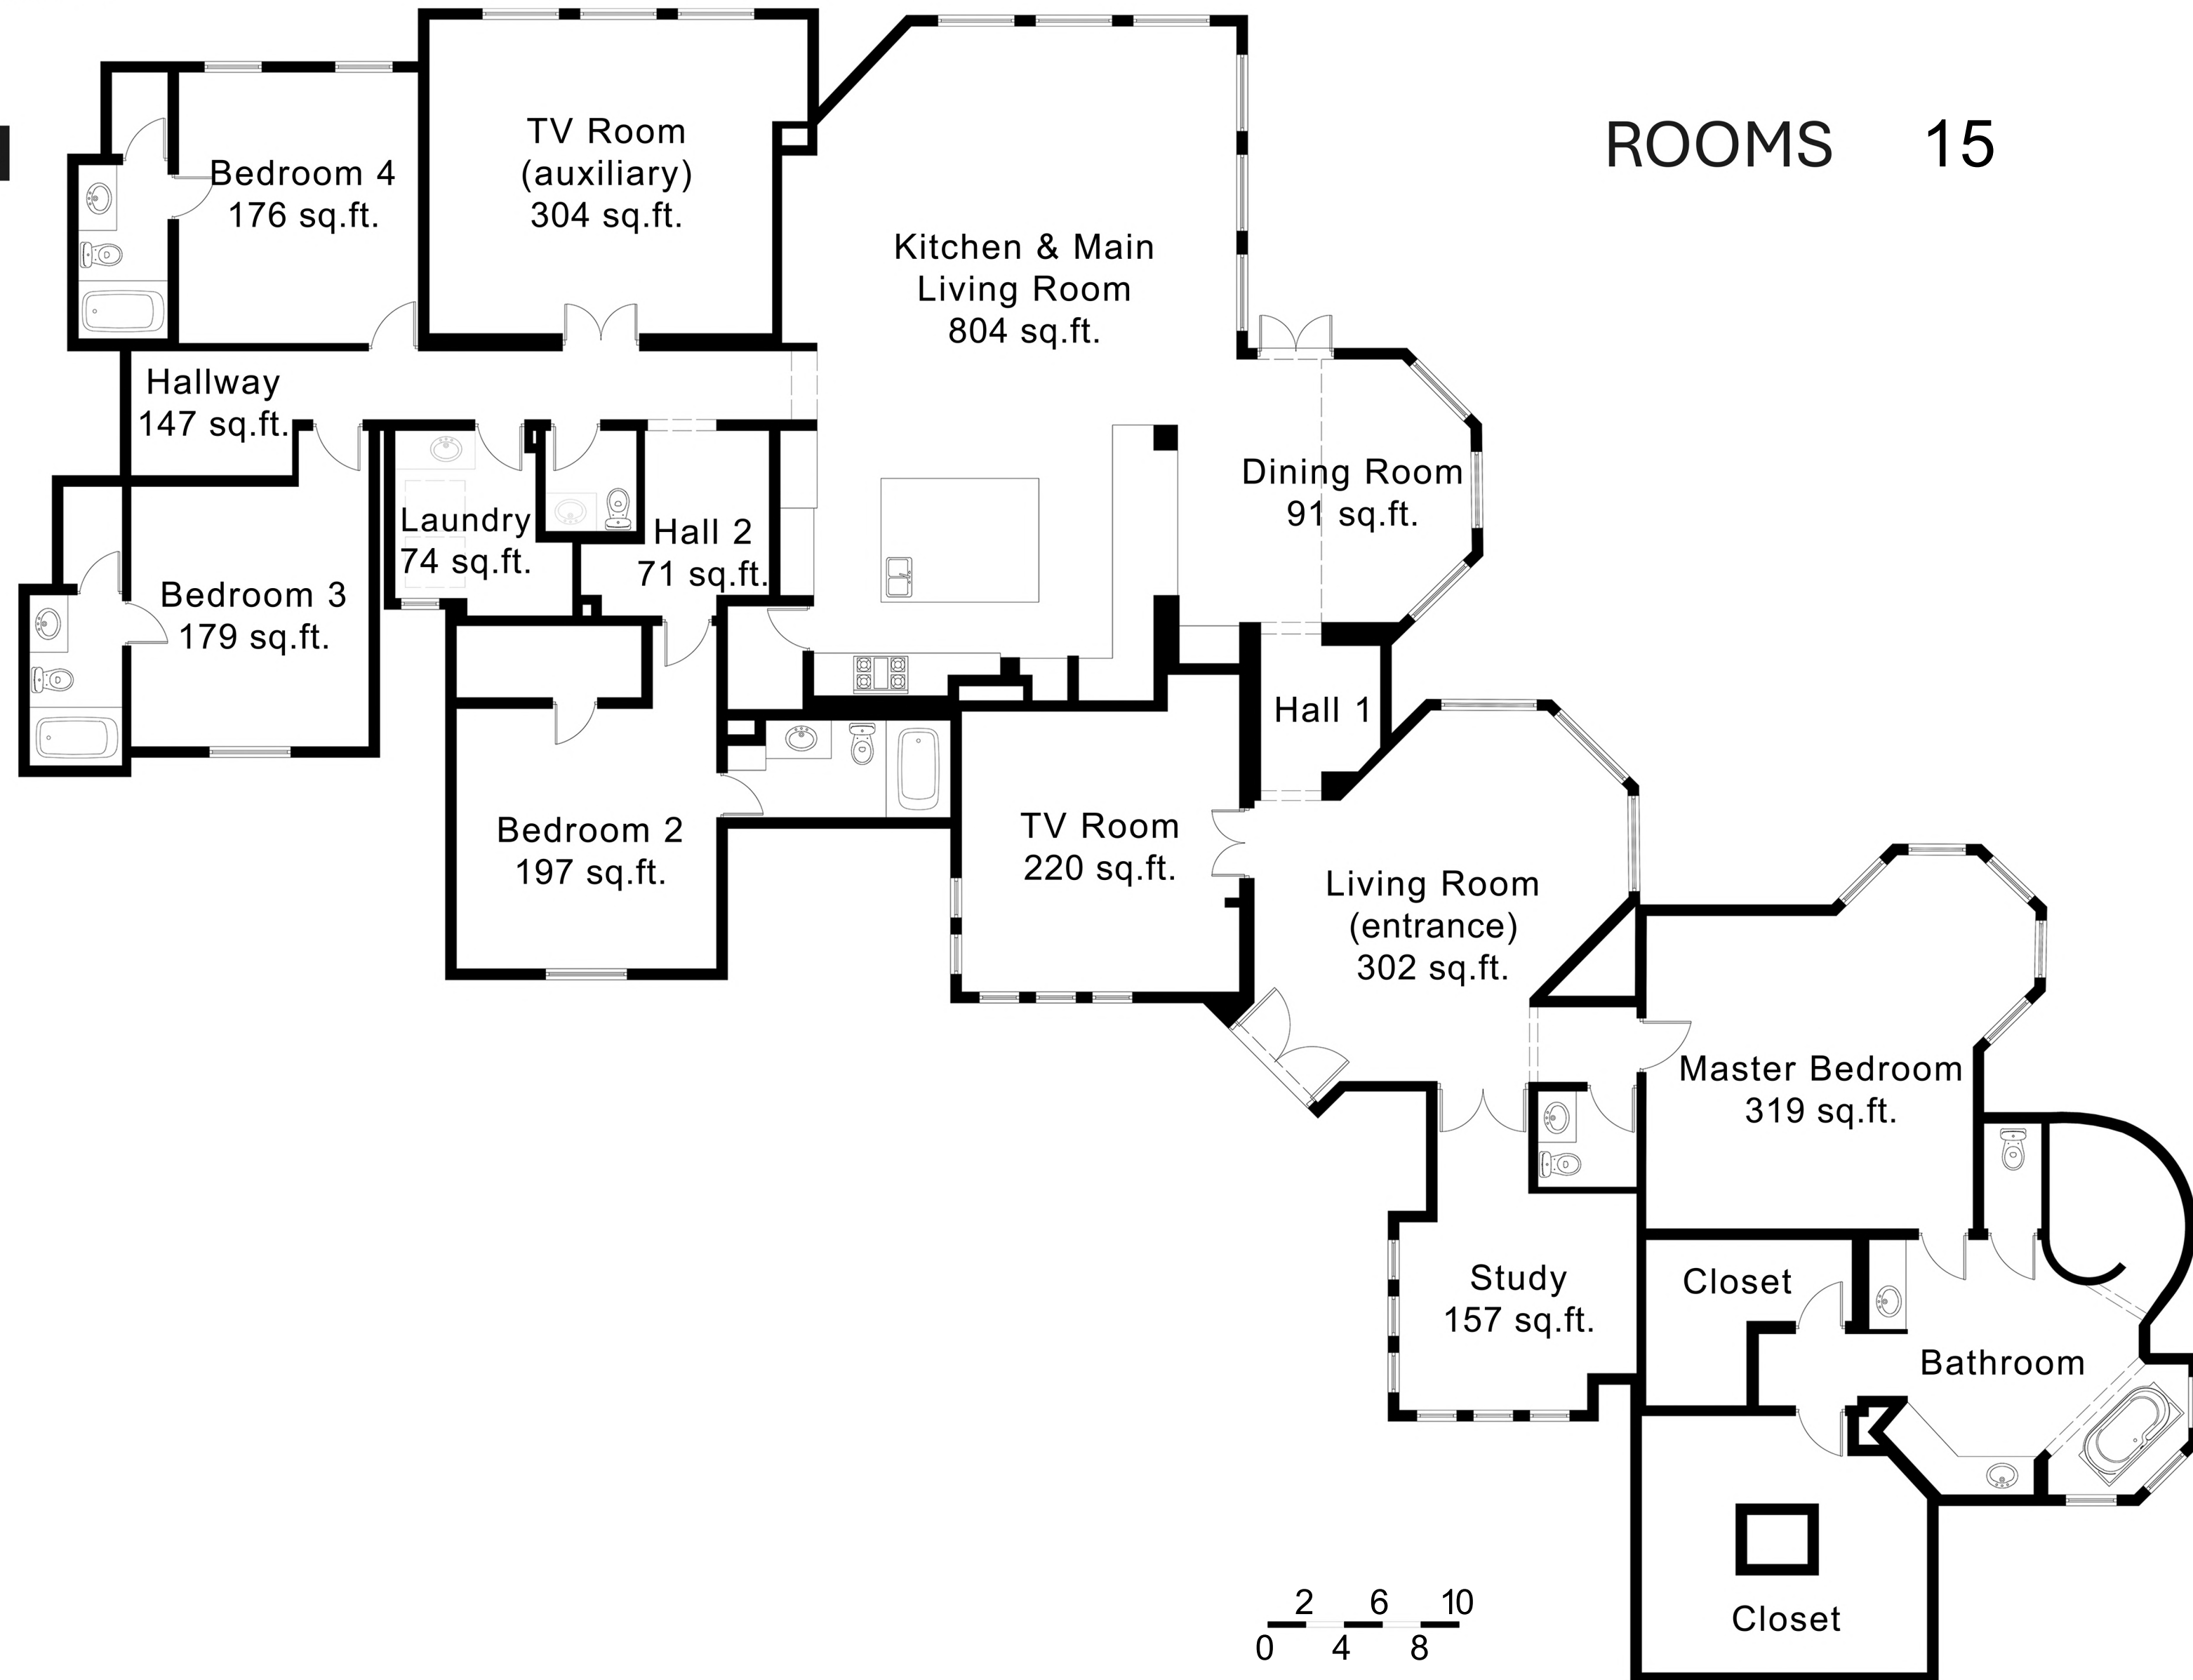 ROOMS 15
TV Room
(auxiliary)
304 sq.ft.
Bedroom 4
176 sq.ft.
Kitchen & Main
Living Room
804 sq.ft.
Hallway
147 sq.ft.
Dining Room
91 sq.ft.
Laundry
74 sq.ft.
Hall 2
71 sq.ft.
Bedroom 3
179 sq.ft.
Hall 1
Bedroom 2
197 sq.ft.
TV Room
220 sq.ft.
Living Room
(entrance)
302 sq.ft.
Master Bedroom
319 sq.ft.
Study
157 sq.ft.
Closet
Bathroom
Closet
2 6 10
0 4 8